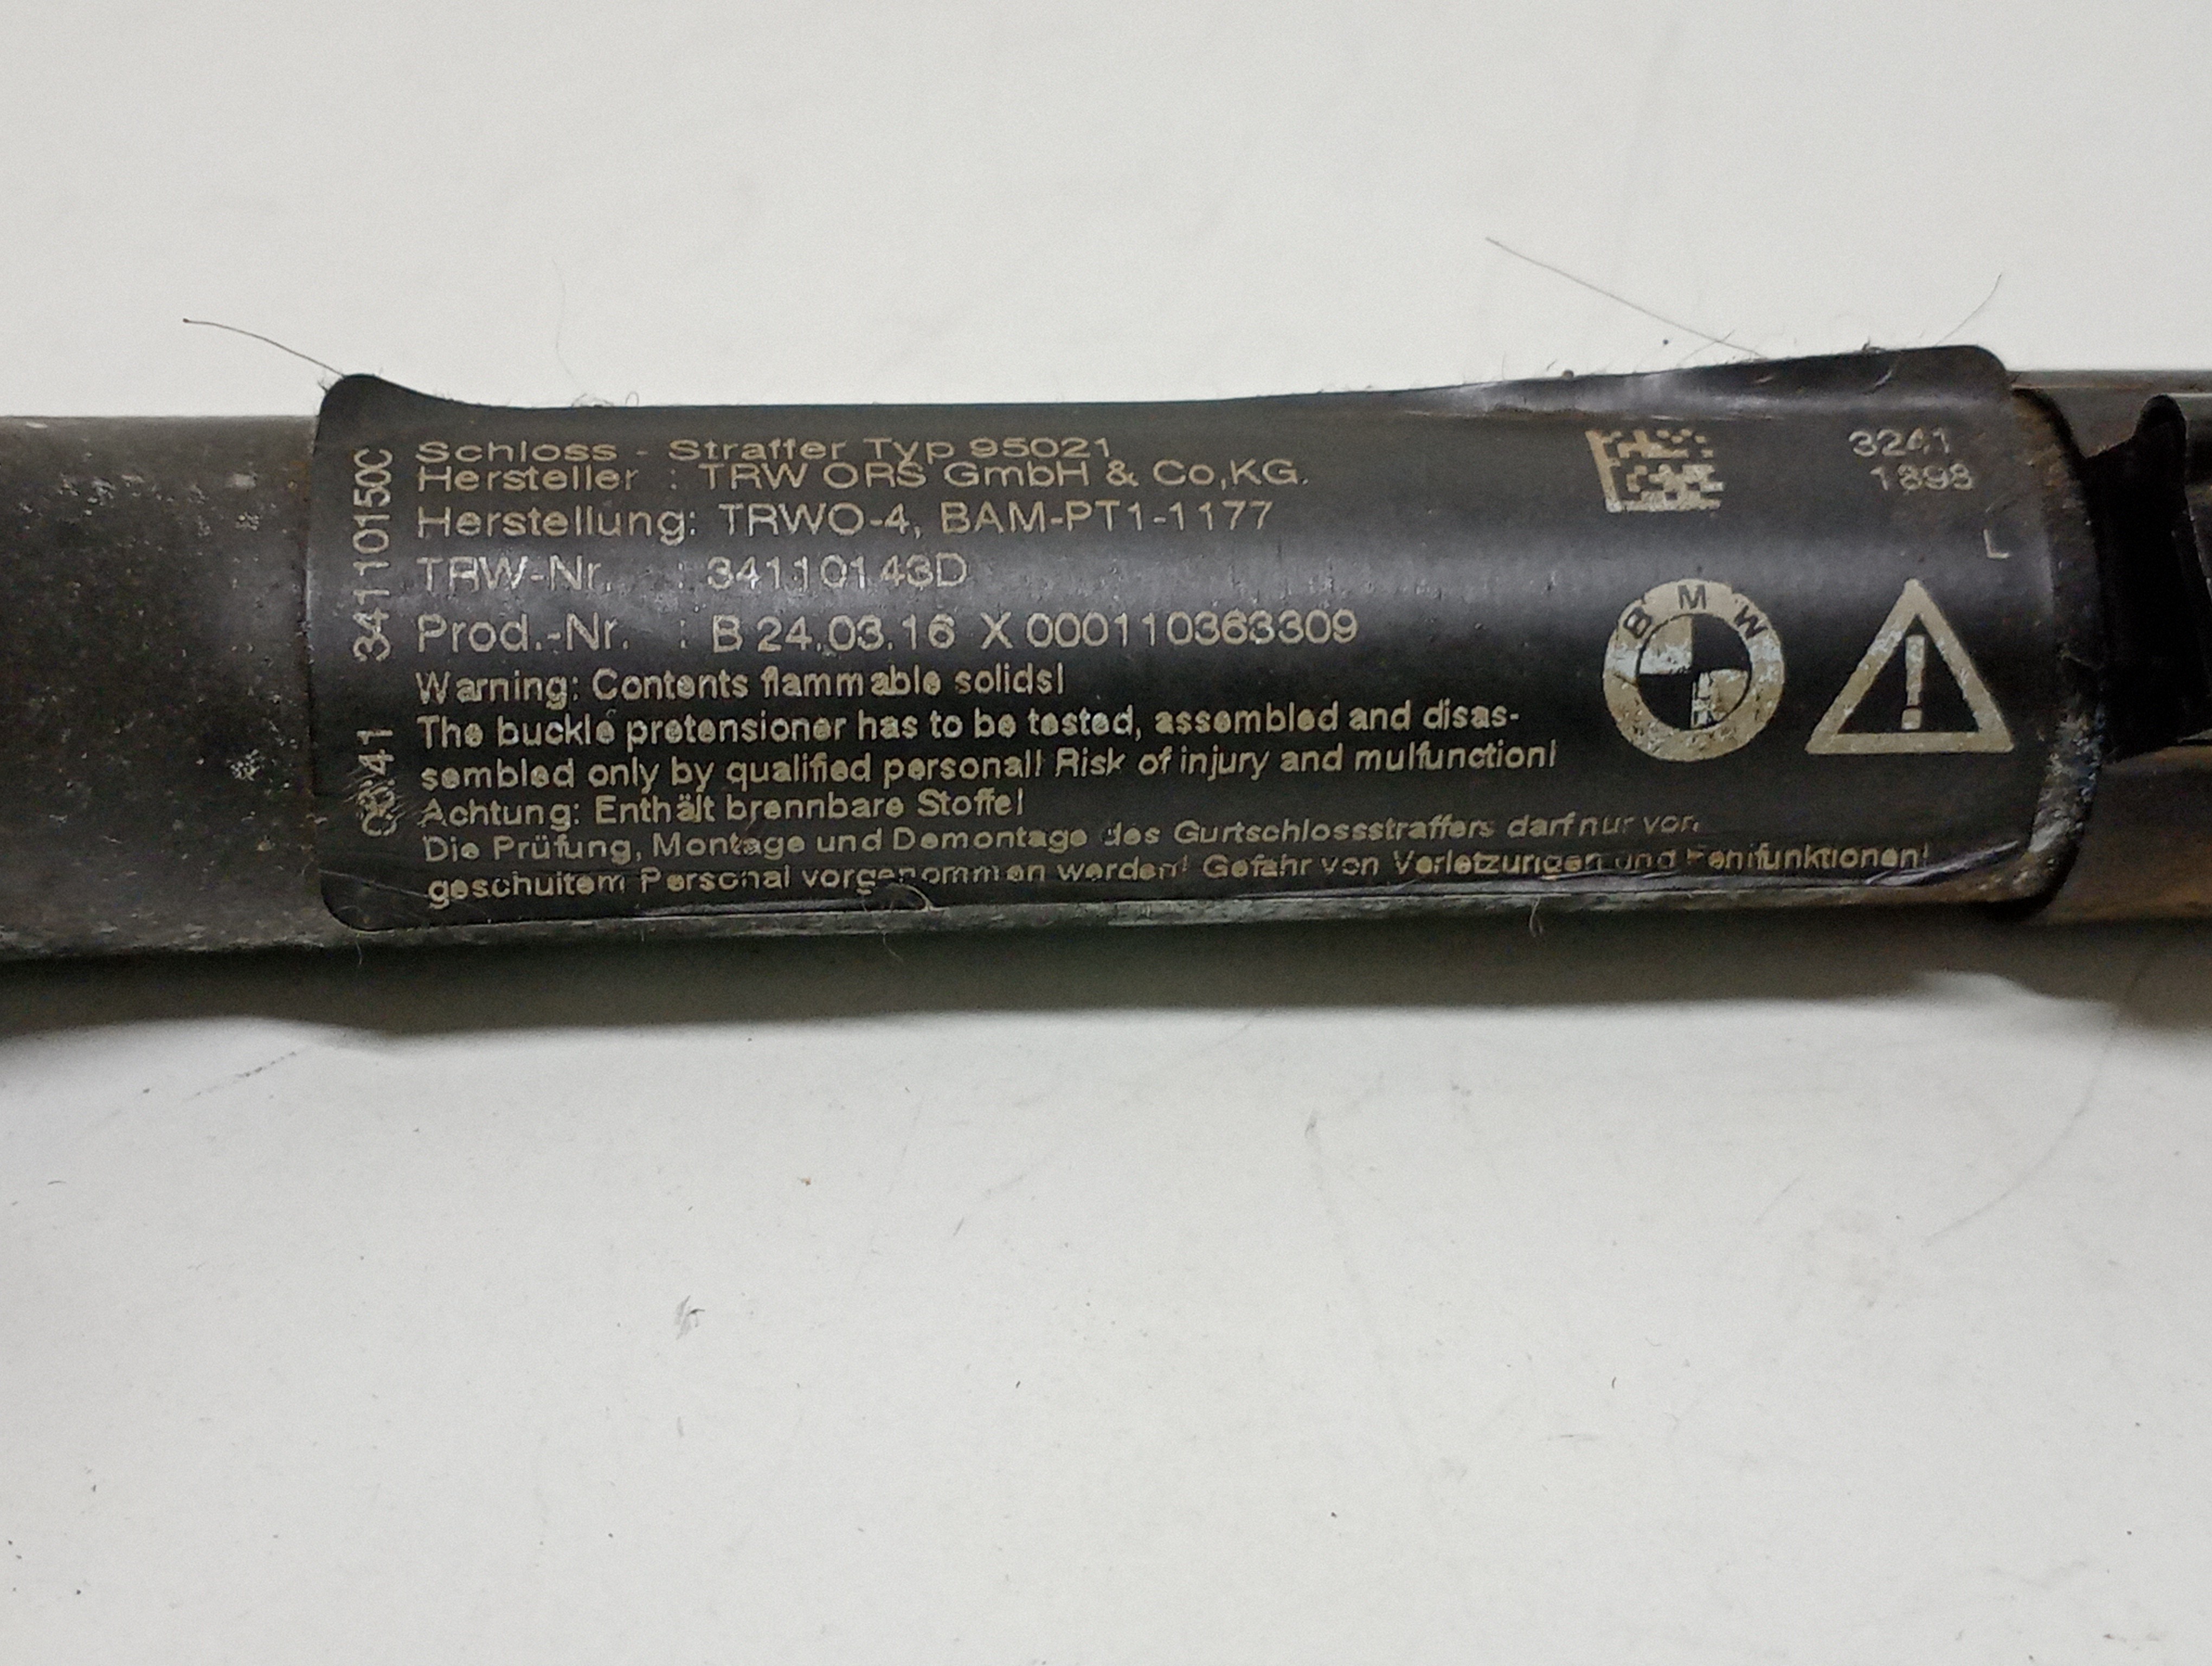 Schloss - Straffer Typ 95021
Hersteller : TRW ORS GmbH & Co,KG.
Herstellung: TRWO-4, BAM-PT1-1177
TRW-Nr. : 34110143D
Prod.-Nr. : B 24.03.16 X 000110363309
Warning: Contents flammable solids!
The buckle pretensioner has to be tested, assembled and disas-
sembled only by qualified personal! Risk of injury and mulfunction!
Achtung: Enthält brennbare Stoffe!
Die Prüfung, Montage und Demontage des Gurtschlossstraffers darf nur von
geschultem Personal vorgenommen werden! Gefahr von Verletzungen und Fehlfunktionen!
34110150C
41
3241
1898
L
BMW
!